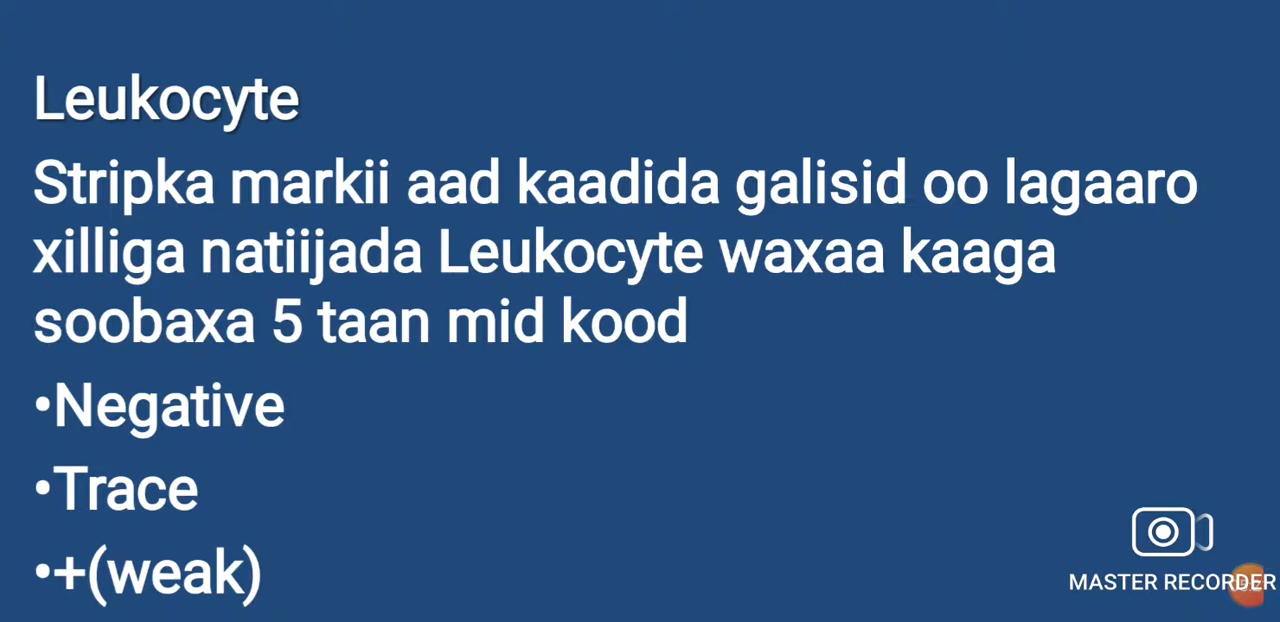 Leukocyte
Stripka markii aad kaadida galisid oo lagaaro
xilliga natiijada Leukocyte waxaa kaaga
soobaxa 5 taan mid kood
•Negative
•Trace
•+(weak)
MASTER RECORDER